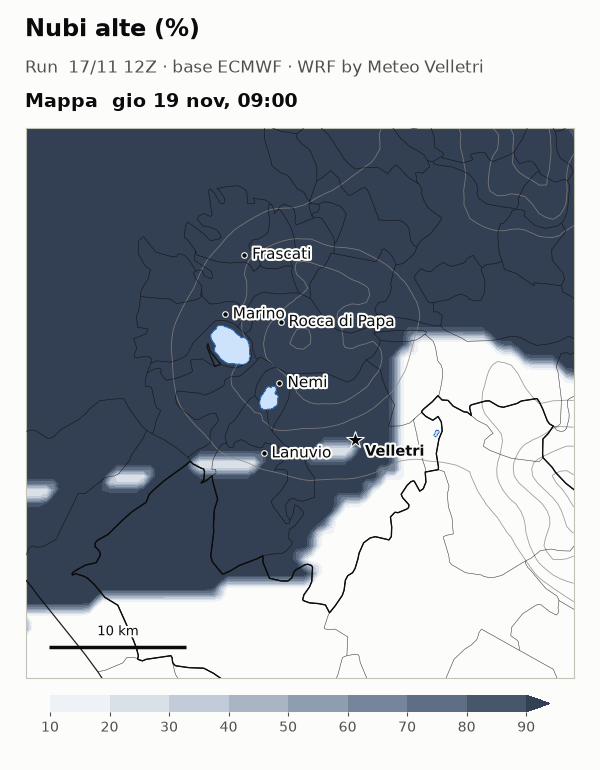 Nubi alte (%)
Run  17/11 12Z · base ECMWF · WRF by Meteo Velletri
Mappa  gio 19 nov, 09:00
Frascati
Marino
Rocca di Papa
Nemi
Velletri
Lanuvio
10 km
10 20 30 40 50 60 70 80 90